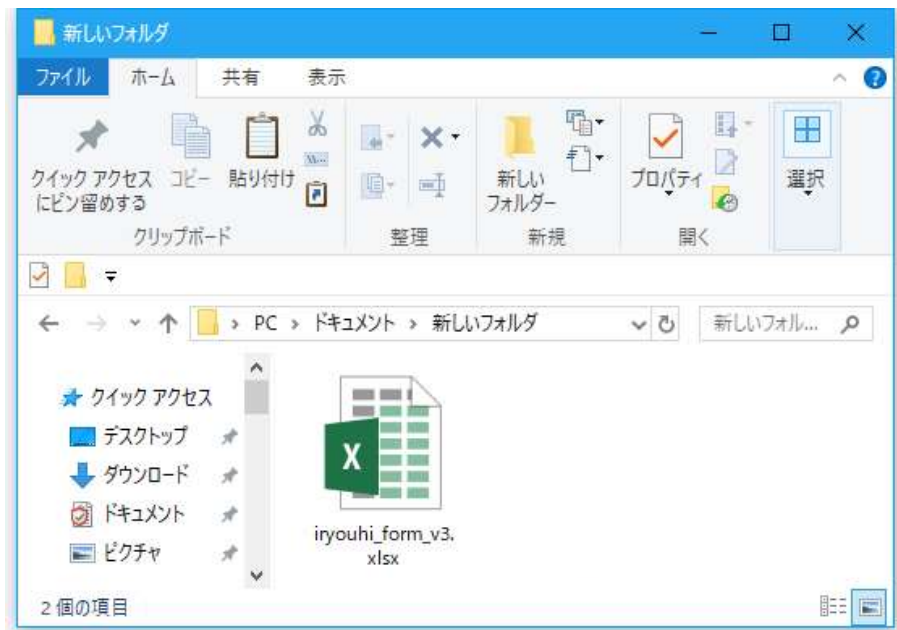 新しいフォルダ
ファイル ホーム 共有 表示
クイック アクセス
にピン留めする
コピー
貼り付け
新しい
フォルダー
プロパティ
選択
クリップボード 整理 新規 開く
PC › ドキュメント › 新しいフォルダ
新しいフォル...
クイック アクセス
デスクトップ
ダウンロード
ドキュメント
ピクチャ
iryouhi_form_v3.
xlsx
2 個の項目